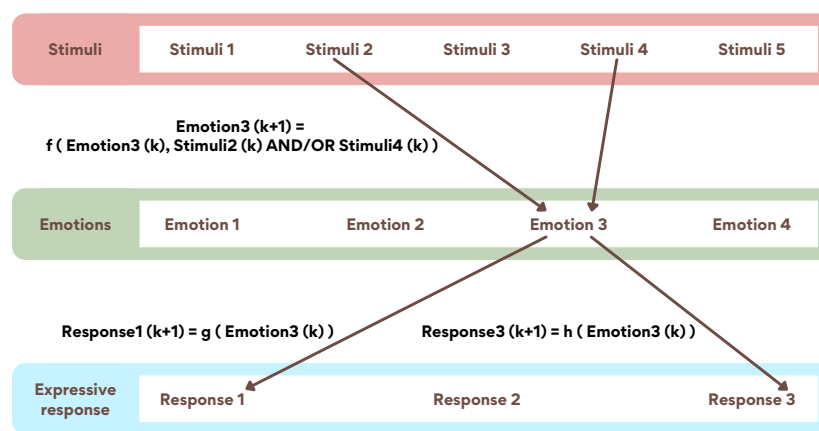 Stimuli Stimuli 1 Stimuli 2 Stimuli 3 Stimuli 4 Stimuli 5
Emotion3 (k+1) =
f ( Emotion3 (k), Stimuli2 (k) AND/OR Stimuli4 (k) )
Emotions Emotion 1 Emotion 2 Emotion 3 Emotion 4
Response1 (k+1) = g ( Emotion3 (k) ) Response3 (k+1) = h ( Emotion3 (k) )
Expressive
response
Response 1 Response 2 Response 3